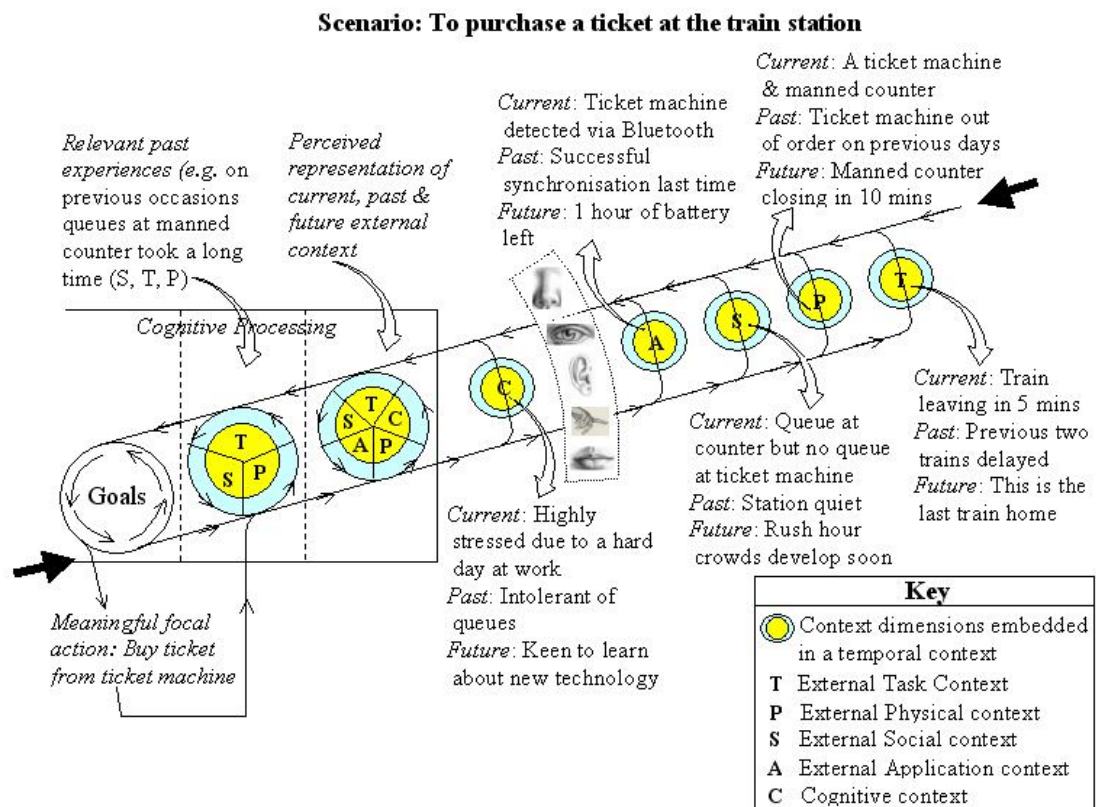 Scenario: To purchase a ticket at the train station
Relevant past
experiences (e.g. on
previous occasions
queues at manned
counter took a long
time (S, T, P)
Perceived
representation of
current, past &
future external
context
Current: Ticket machine
detected via Bluetooth
Past: Successful
synchronisation last time
Future: 1 hour of battery
left
Current: A ticket machine
& manned counter
Past: Ticket machine out
of order on previous days
Future: Manned counter
closing in 10 mins
Cognitive Processing
Goals
T
S
P
T
S
C
A
P
C
A
S
P
T
Current: Train
leaving in 5 mins
Past: Previous two
trains delayed
Future: This is the
last train home
Current: Queue at
counter but no queue
at ticket machine
Past: Station quiet
Future: Rush hour
crowds develop soon
Current: Highly
stressed due to a hard
day at work
Past: Intolerant of
queues
Future: Keen to learn
about new technology
Meaningful focal
action: Buy ticket
from ticket machine
Key
Context dimensions embedded
in a temporal context
T External Task Context
P External Physical context
S External Social context
A External Application context
C Cognitive context